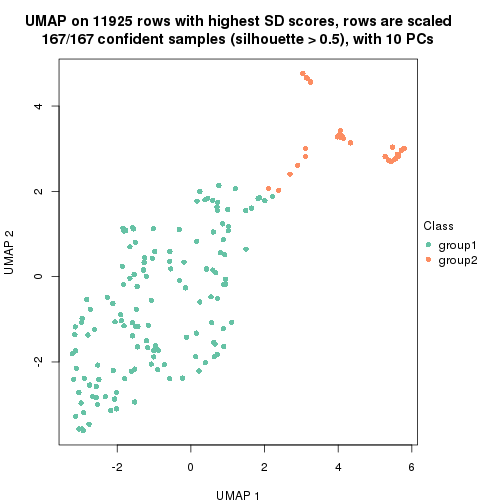 UMAP on 11925 rows with highest SD scores, rows are scaled
167/167 confident samples (silhouette > 0.5), with 10 PCs
4
2
0
-2
UMAP 2
-2
0
2
4
6
UMAP 1
Class
group1
group2